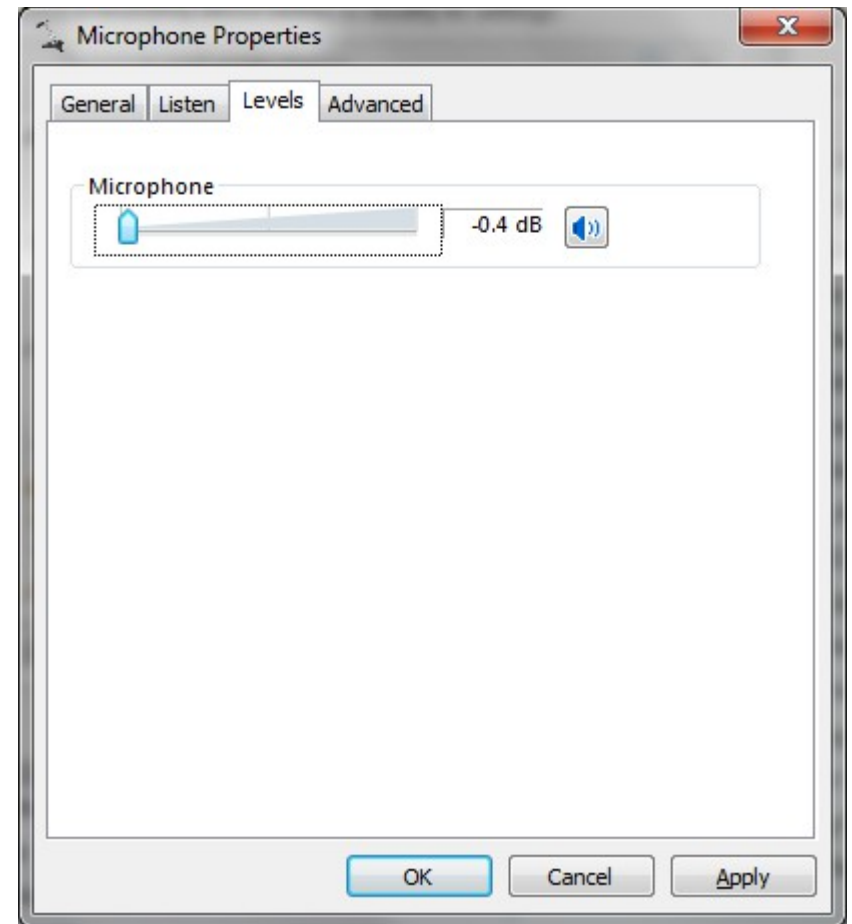 Microphone Properties
General Listen Levels Advanced
Microphone
-0.4 dB
OK Cancel Apply